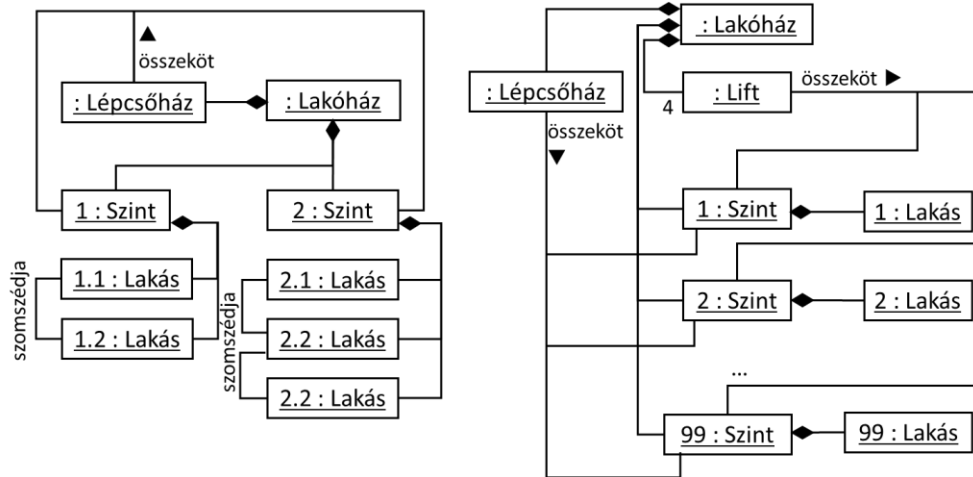 összeköt
: Lépcsőház
: Lakóház
1 : Szint
2 : Szint
szomszédja
1.1 : Lakás
1.2 : Lakás
szomszédja
2.1 : Lakás
2.2 : Lakás
2.2 : Lakás
: Lakóház
: Lépcsőház
összeköt
4
: Lift
összeköt
1 : Szint
1 : Lakás
2 : Szint
2 : Lakás
...
99 : Szint
99 : Lakás